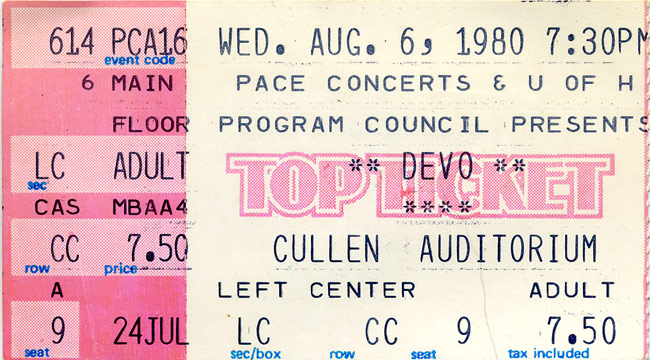 614 PCA16 WED. AUG. 6, 1980 7:30PM
event code
6 MAIN PACE CONCERTS & U OF H
FLOOR PROGRAM COUNCIL PRESENTS
TOP TICKET
LC ADULT ** DEVO **
sec
CAS MBAA4 ****
CC 7.50 CULLEN AUDITORIUM
row price
A LEFT CENTER ADULT
9 24JUL LC CC 9 7.50
seat sec/box row seat tax included